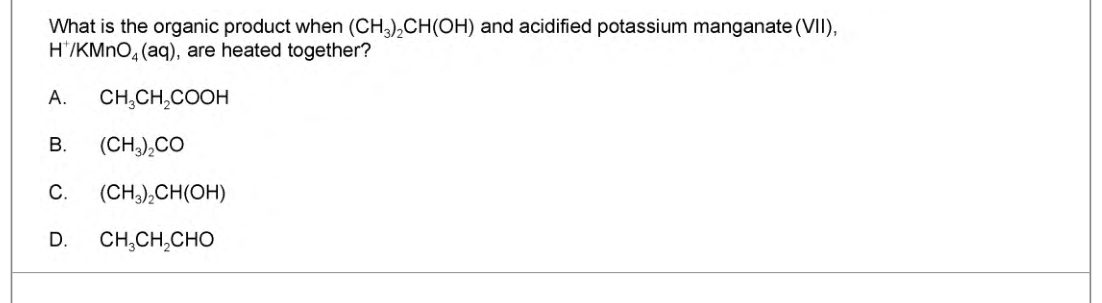 What is the organic product when (CH₃)₂CH(OH) and acidified potassium manganate (VII),
H⁺/KMnO₄(aq), are heated together?
A. CH₃CH₂COOH
B. (CH₃)₂CO
C. (CH₃)₂CH(OH)
D. CH₃CH₂CHO